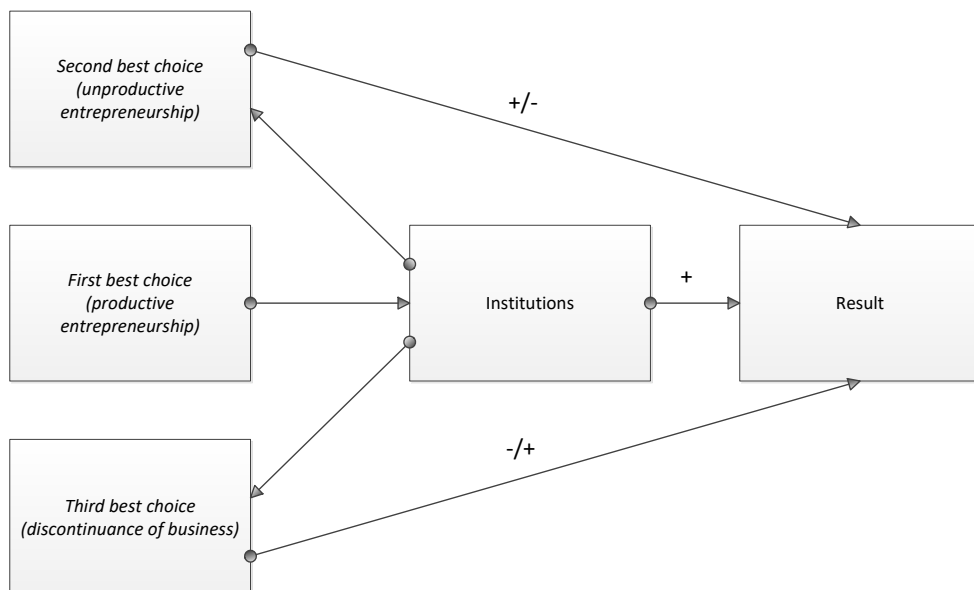 Second best choice
(unproductive
entrepreneurship)
+/-
First best choice
(productive
entrepreneurship)
Institutions
+
Result
-/+
Third best choice
(discontinuance of business)